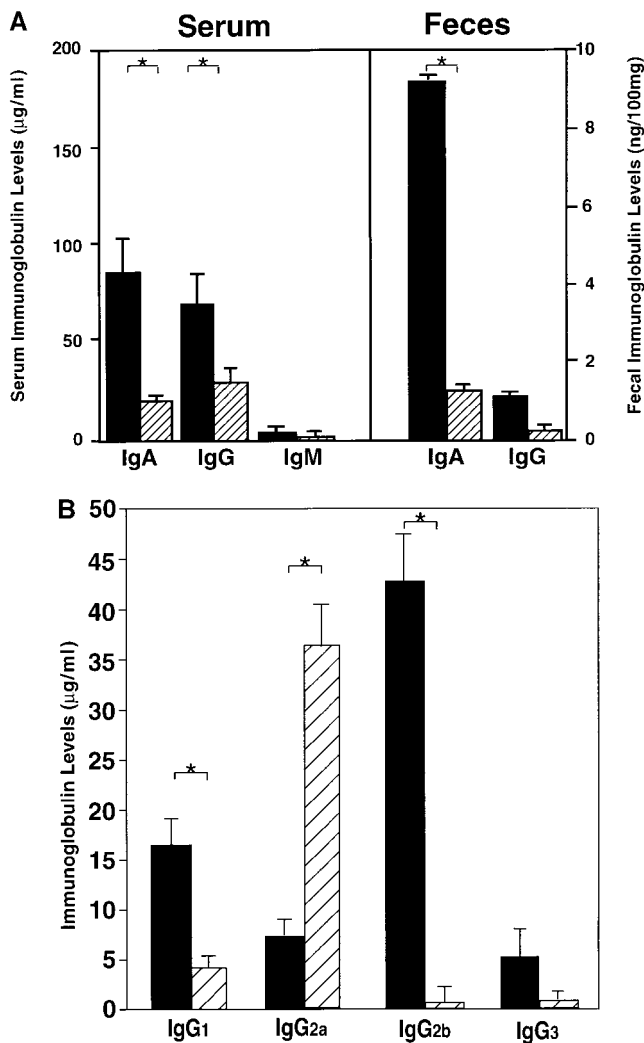 A
Serum
Feces
Serum Immunoglobulin Levels (μg/ml)
200
150
100
50
0
* * *
10
8
6
4
2
0
Fecal Immunoglobulin Levels (ng/100mg)
IgA IgG IgM IgA IgG
B
Immunoglobulin Levels (μg/ml)
50
45
40
35
30
25
20
15
10
5
0
* * *
IgG1 IgG2a IgG2b IgG3